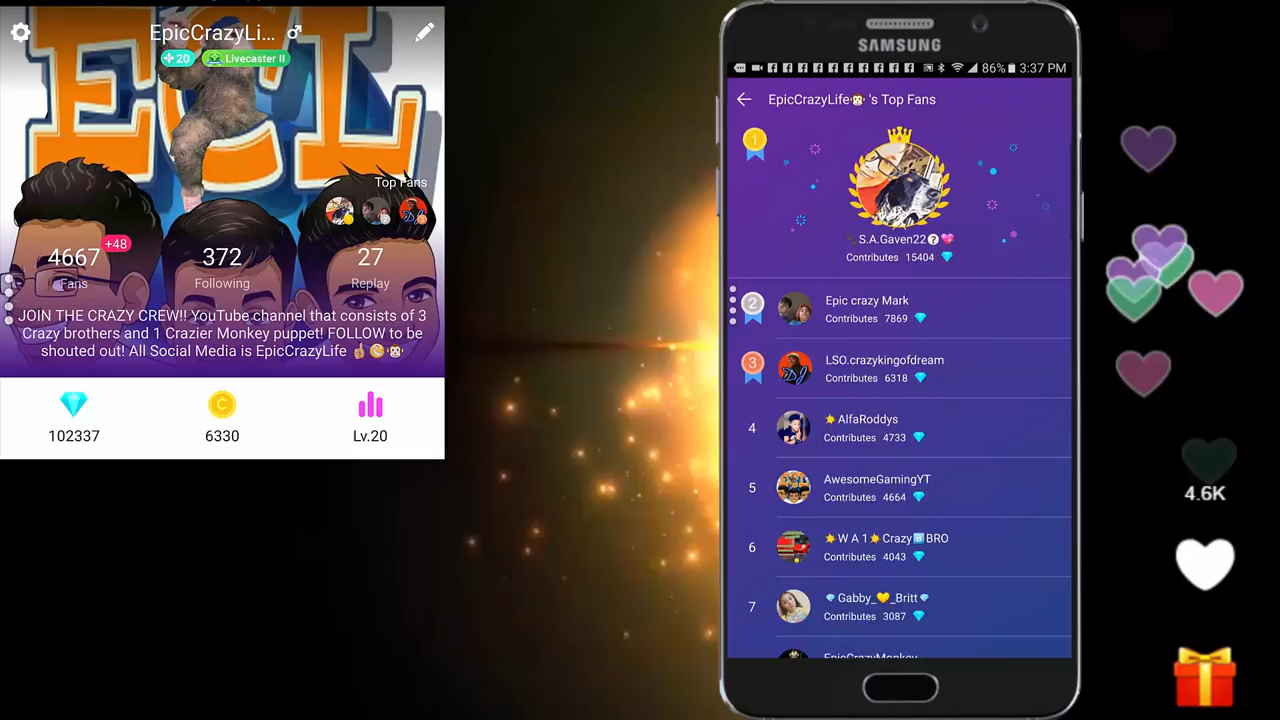 ECL
EpicCrazyLi...
20
Livecaster II
Top Fans
4667
+48
372
27
Fans
Following
Replay
JOIN THE CRAZY CREW!! YouTube channel that consists of 3
Crazy brothers and 1 Crazier Monkey puppet! FOLLOW to be
shouted out! All Social Media is EpicCrazyLife 👍🏼👏🏼🐵
102337
6330
Lv.20
SAMSUNG
86% 3:37 PM
EpicCrazyLife🐵 's Top Fans
1
S.A.Gaven22❓💖
Contributes 15404
2
Epic crazy Mark
Contributes 7869
3
LSO.crazykingofdream
Contributes 6318
4
AlfaRoddys
Contributes 4733
5
AwesomeGamingYT
Contributes 4664
6
W A 1 Crazy🅱BRO
Contributes 4043
7
💎Gabby_💛_Britt💎
Contributes 3087
EpicCrazyMonkey
4.6K